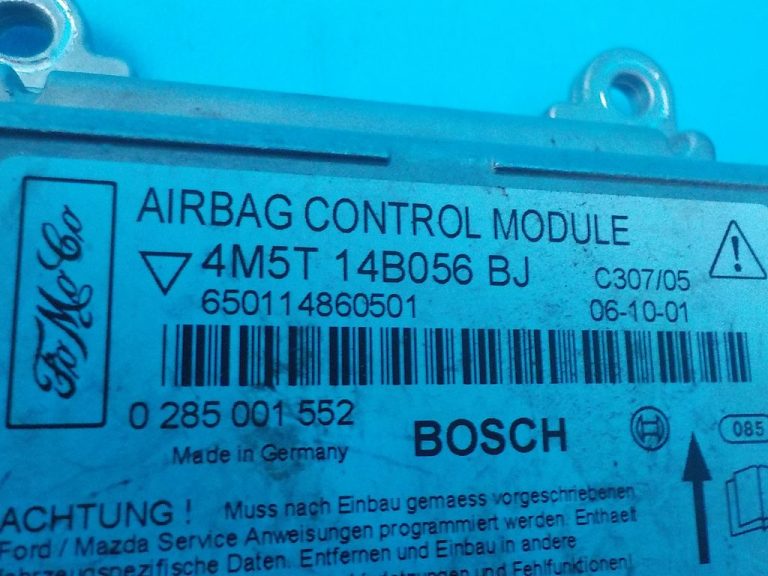 FoMoCo
AIRBAG CONTROL MODULE
4M5T 14B056 BJ
C307/05
650114860501
06-10-01
0 285 001 552
BOSCH
085
Made in Germany
ACHTUNG ! Muss nach Einbau gemaess vorgeschriebenen
Ford / Mazda Service Anweisungen programmiert werden. Enthaelt
fahrzeugspezifische Daten. Entfernen und Einbau in andere
und Fehlfunktionen!